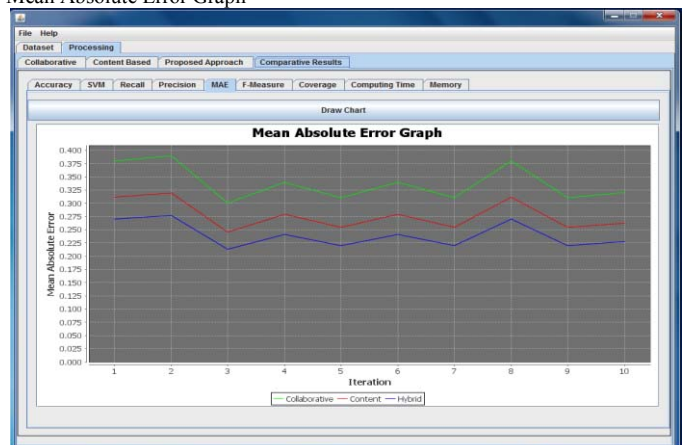 Mean Absolute Error Graph
File Help
Dataset Processing
Collaborative Content Based Proposed Approach Comparative Results
Accuracy SVM Recall Precision MAE F-Measure Coverage Computing Time Memory
Draw Chart
Mean Absolute Error Graph
Mean Absolute Error
0.400
0.375
0.350
0.325
0.300
0.275
0.250
0.225
0.200
0.175
0.150
0.125
0.100
0.075
0.050
0.025
0.000
1 2 3 4 5 6 7 8 9 10
Iteration
Collaborative Content Hybrid